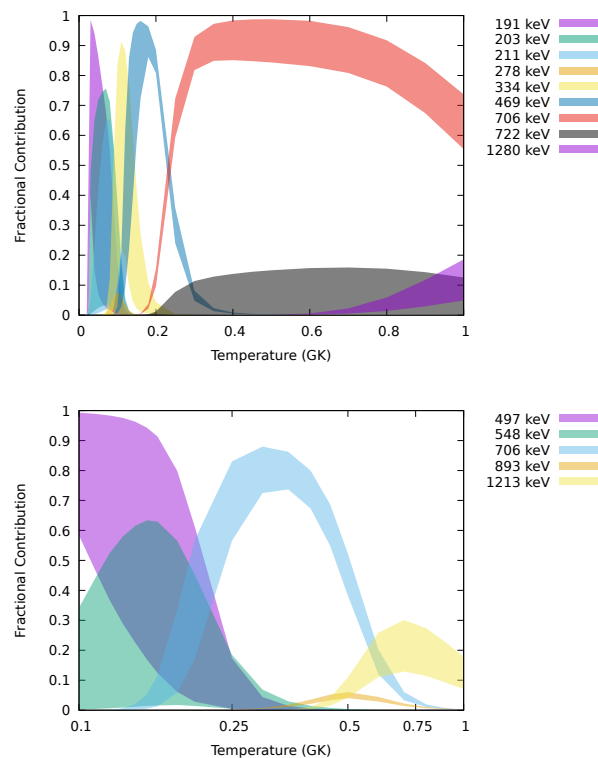 Fractional Contribution
1
0.9
0.8
0.7
0.6
0.5
0.4
0.3
0.2
0.1
0
0 0.2 0.4 0.6 0.8 1
Temperature (GK)
191 keV
203 keV
211 keV
278 keV
334 keV
469 keV
706 keV
722 keV
1280 keV
Fractional Contribution
1
0.9
0.8
0.7
0.6
0.5
0.4
0.3
0.2
0.1
0
0.1 0.25 0.5 0.75 1
Temperature (GK)
497 keV
548 keV
706 keV
893 keV
1213 keV